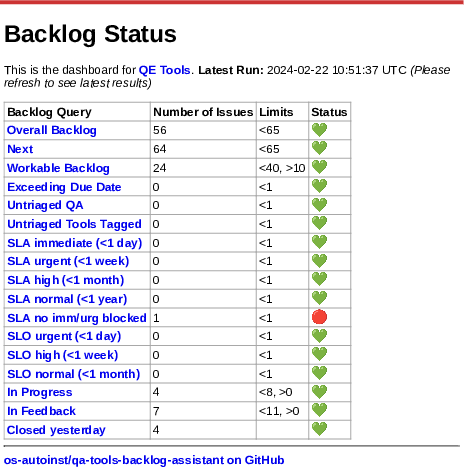 Backlog Status
This is the dashboard for QE Tools. Latest Run: 2024-02-22 10:51:37 UTC (Please
refresh to see latest results)
Backlog Query Number of Issues Limits Status
Overall Backlog 56 <65 💚
Next 64 <65 💚
Workable Backlog 24 <40, >10 💚
Exceeding Due Date 0 <1 💚
Untriaged QA 0 <1 💚
Untriaged Tools Tagged 0 <1 💚
SLA immediate (<1 day) 0 <1 💚
SLA urgent (<1 week) 0 <1 💚
SLA high (<1 month) 0 <1 💚
SLA normal (<1 year) 0 <1 💚
SLA no imm/urg blocked 1 <1 🔴
SLO urgent (<1 day) 0 <1 💚
SLO high (<1 week) 0 <1 💚
SLO normal (<1 month) 0 <1 💚
In Progress 4 <8, >0 💚
In Feedback 7 <11, >0 💚
Closed yesterday 4 💚
os-autoinst/qa-tools-backlog-assistant on GitHub